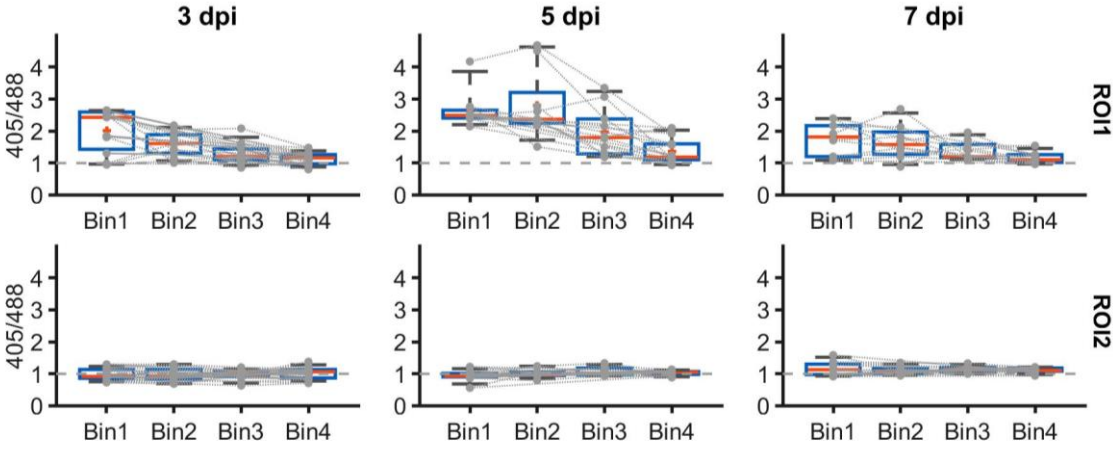 3 dpi 5 dpi 7 dpi
405/488 4 3 2 1 0 4 3 2 1 0 4 3 2 1 0 ROI1
Bin1 Bin2 Bin3 Bin4 Bin1 Bin2 Bin3 Bin4 Bin1 Bin2 Bin3 Bin4
405/488 4 3 2 1 0 4 3 2 1 0 4 3 2 1 0 ROI2
Bin1 Bin2 Bin3 Bin4 Bin1 Bin2 Bin3 Bin4 Bin1 Bin2 Bin3 Bin4